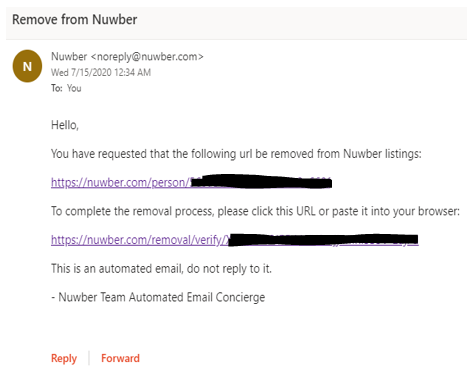 Remove from Nuwber
N
Nuwber <noreply@nuwber.com>
Wed 7/15/2020 12:34 AM
To: You
Hello,
You have requested that the following url be removed from Nuwber listings:
https://nuwber.com/person/
To complete the removal process, please click this URL or paste it into your browser:
https://nuwber.com/removal/verify/
This is an automated email, do not reply to it.
- Nuwber Team Automated Email Concierge
Reply
Forward